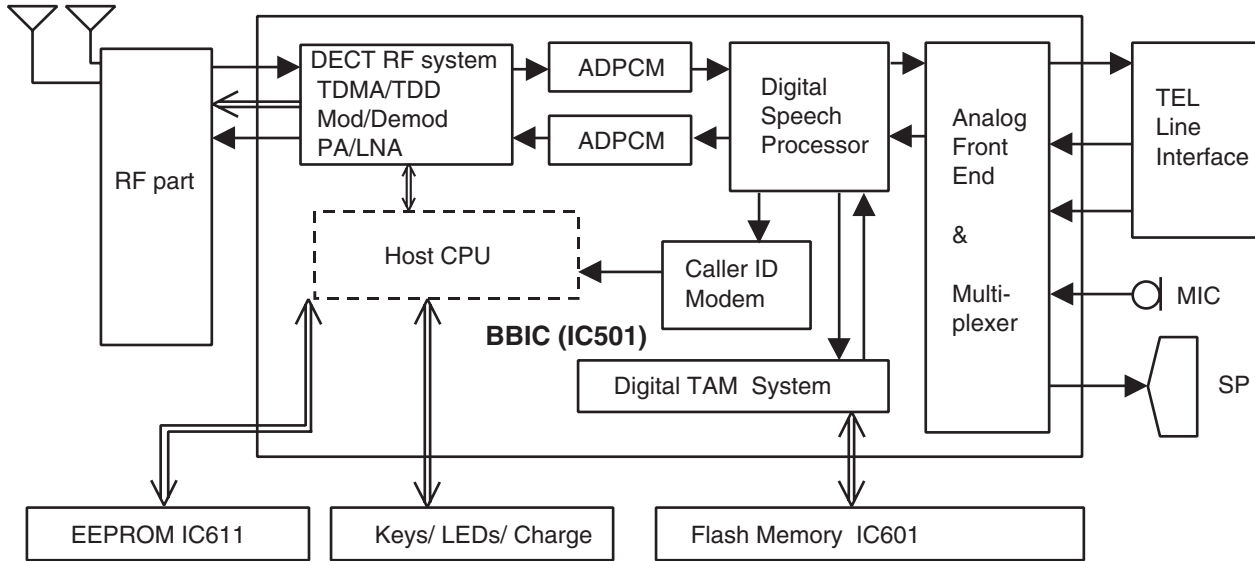 RF part
DECT RF system
TDMA/TDD
Mod/Demod
PA/LNA
ADPCM
ADPCM
Digital
Speech
Processor
Analog
Front
End
&
Multi-
plexer
TEL
Line
Interface
Host CPU
Caller ID
Modem
MIC
BBIC (IC501)
Digital TAM System
SP
EEPROM IC611
Keys/ LEDs/ Charge
Flash Memory IC601